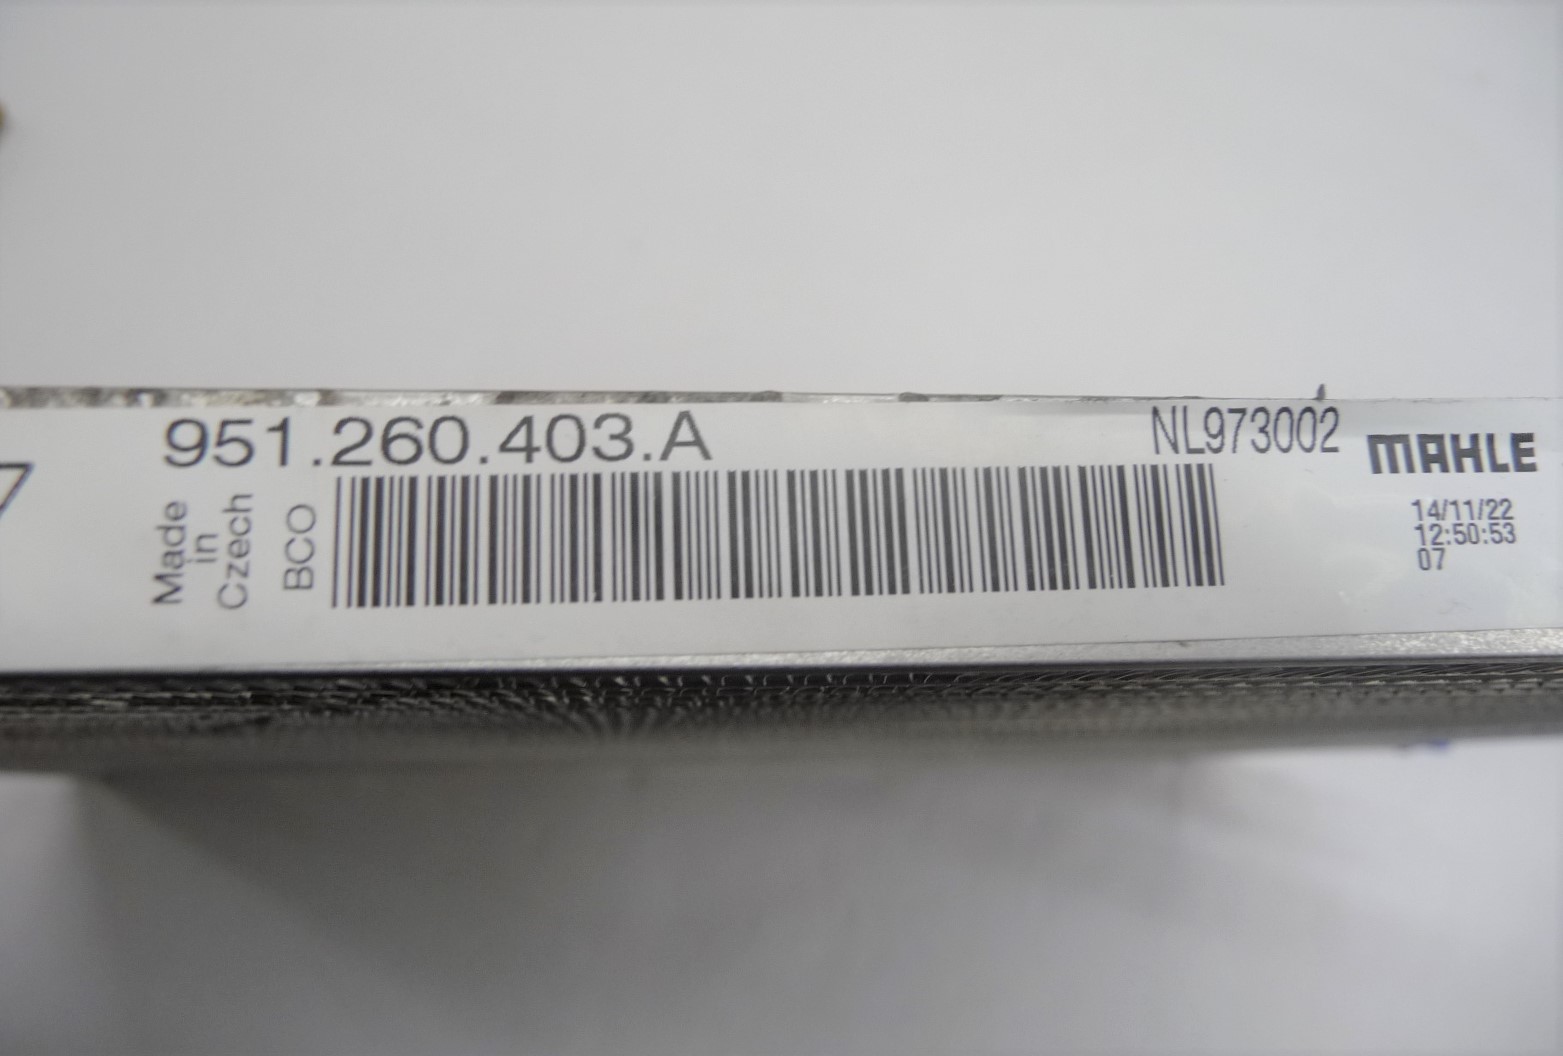 951.260.403.A
NL973002
MAHLE
Made
in
Czech
BCO
14/11/22
12:50:53
07